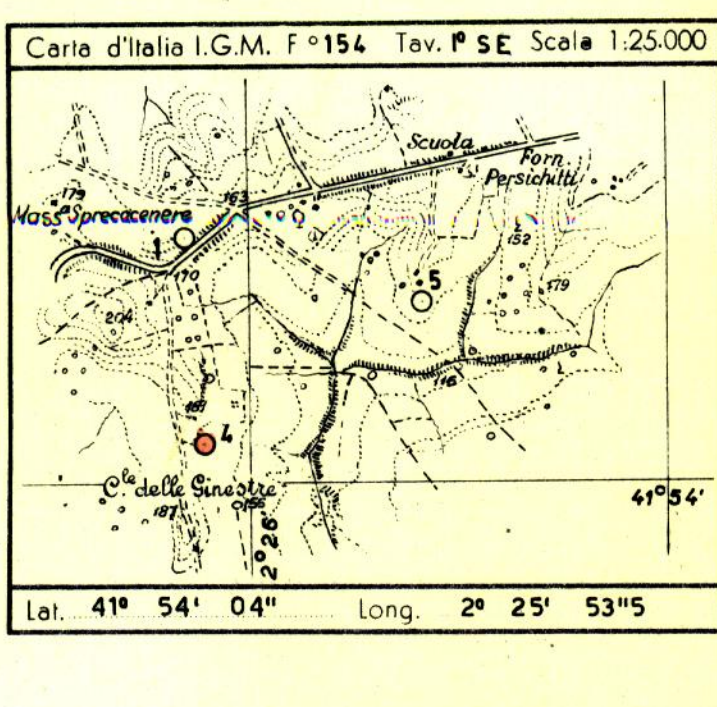 Carta d'Italia I.G.M. F° 154 Tav. I° SE Scala 1:25.000
Scuola
Forn. Persichitti
179
163
Mass.ª Sprecacenere
1
170
152
5
179
204
116
4
C.le delle Ginestre
187
156
41° 54'
2° 26'
Lat. 41° 54' 04" Long. 2° 25' 53"5